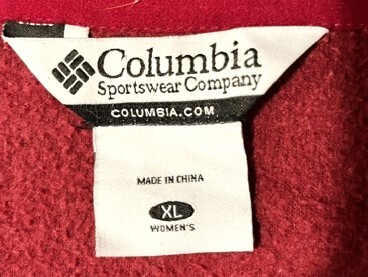 Columbia
Sportswear Company
COLUMBIA.COM
MADE IN CHINA
XL
WOMEN'S